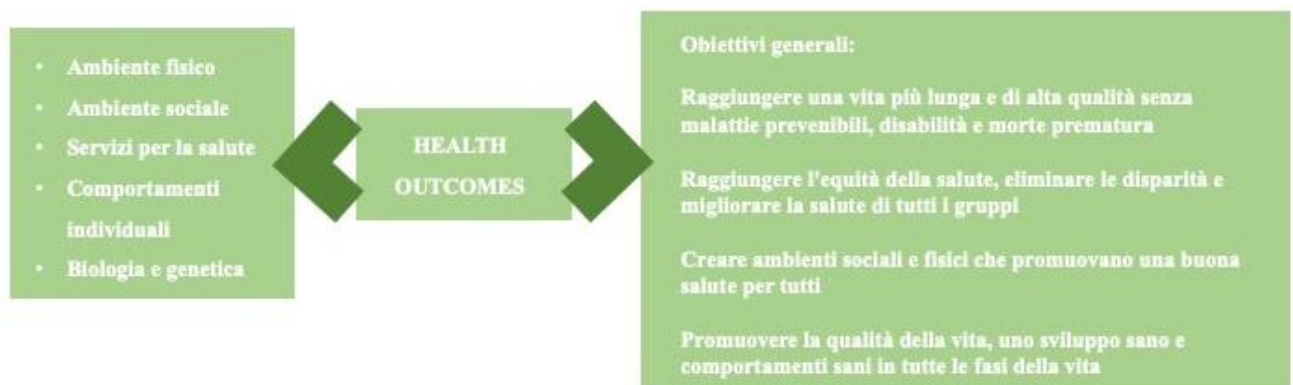 • Ambiente fisico
• Ambiente sociale
• Servizi per la salute
• Comportamenti
individuali
• Biologia e genetica
HEALTH
OUTCOMES
Obiettivi generali:
Raggiungere una vita più lunga e di alta qualità senza
malattie prevenibili, disabilità e morte prematura
Raggiungere l'equità della salute, eliminare le disparità e
migliorare la salute di tutti i gruppi
Creare ambienti sociali e fisici che promuovano una buona
salute per tutti
Promuovere la qualità della vita, uno sviluppo sano e
comportamenti sani in tutte le fasi della vita